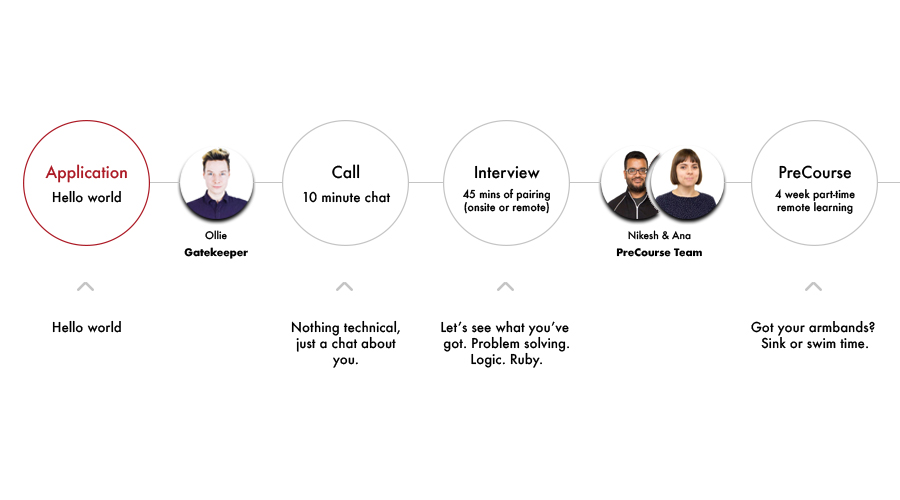 Application
Hello world
Ollie
Gatekeeper
Call
10 minute chat
Interview
45 mins of pairing
(onsite or remote)
Nikesh & Ana
PreCourse Team
PreCourse
4 week part-time
remote learning
Hello world
Nothing technical,
just a chat about
you.
Let’s see what you’ve
got. Problem solving.
Logic. Ruby.
Got your armbands?
Sink or swim time.